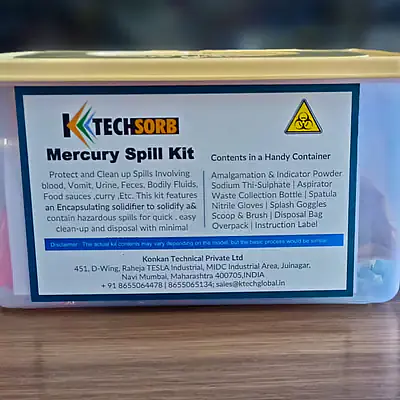 KTECHSORB
Mercury Spill Kit
Protect and Clean up Spills Involving
blood, Vomit, Urine, Feces, Bodily Fluids,
Food sauces ,curry ,Etc. This kit features
an Encapsulating solidifier to solidify a&
contain hazardous spills for quick . easy
clean-up and disposal with minimal
Contents in a Handy Container
Amalgamation & Indicator Powder
Sodium Thi-Sulphate | Aspirator
Waste Collection Bottle | Spatula
Nitrile Gloves | Splash Goggles
Scoop & Brush | Disposal Bag
Overpack | Instruction Label
Disclaimer : The actual kit contents may vary depending on the model, but the basic process would be similar.
Konkan Technical Private Ltd
451, D-Wing, Raheja TESLA Industrial, MIDC Industrial Area, Juinagar,
Navi Mumbai, Maharashtra 400705,INDIA
+ 91 8655064478 | 8655065134; sales@ktechglobal.in